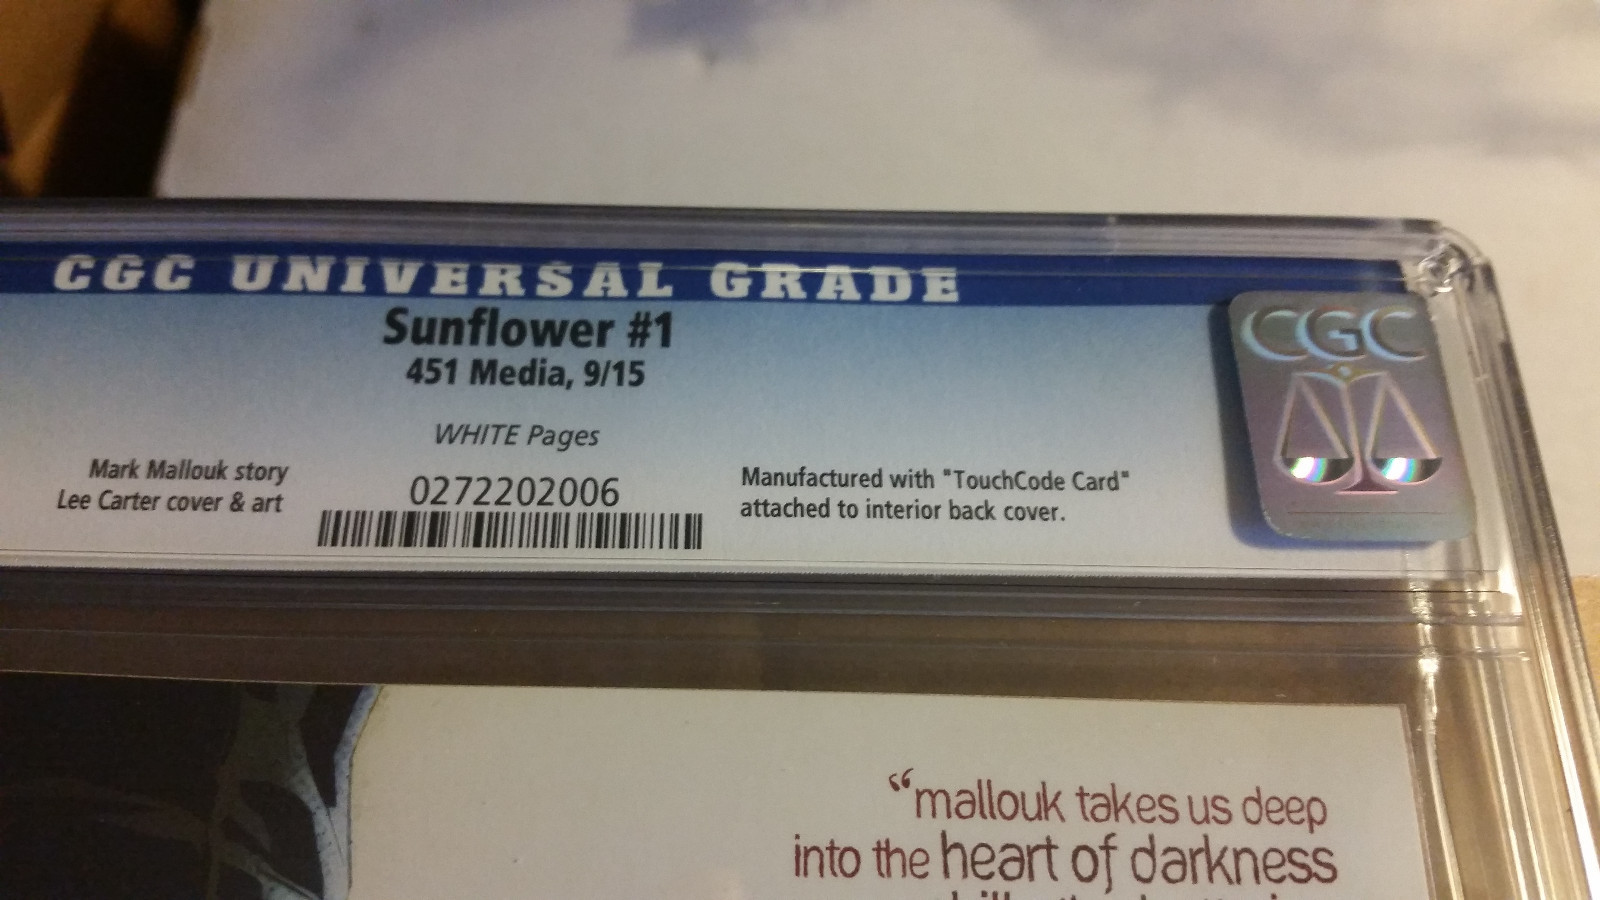 CGC UNIVERSAL GRADE
Sunflower #1
451 Media, 9/15
WHITE Pages
Mark Mallouk story
Lee Carter cover & art
0272202006
Manufactured with "TouchCode Card"
attached to interior back cover.
CGC
“mallouk takes us deep
into the heart of darkness